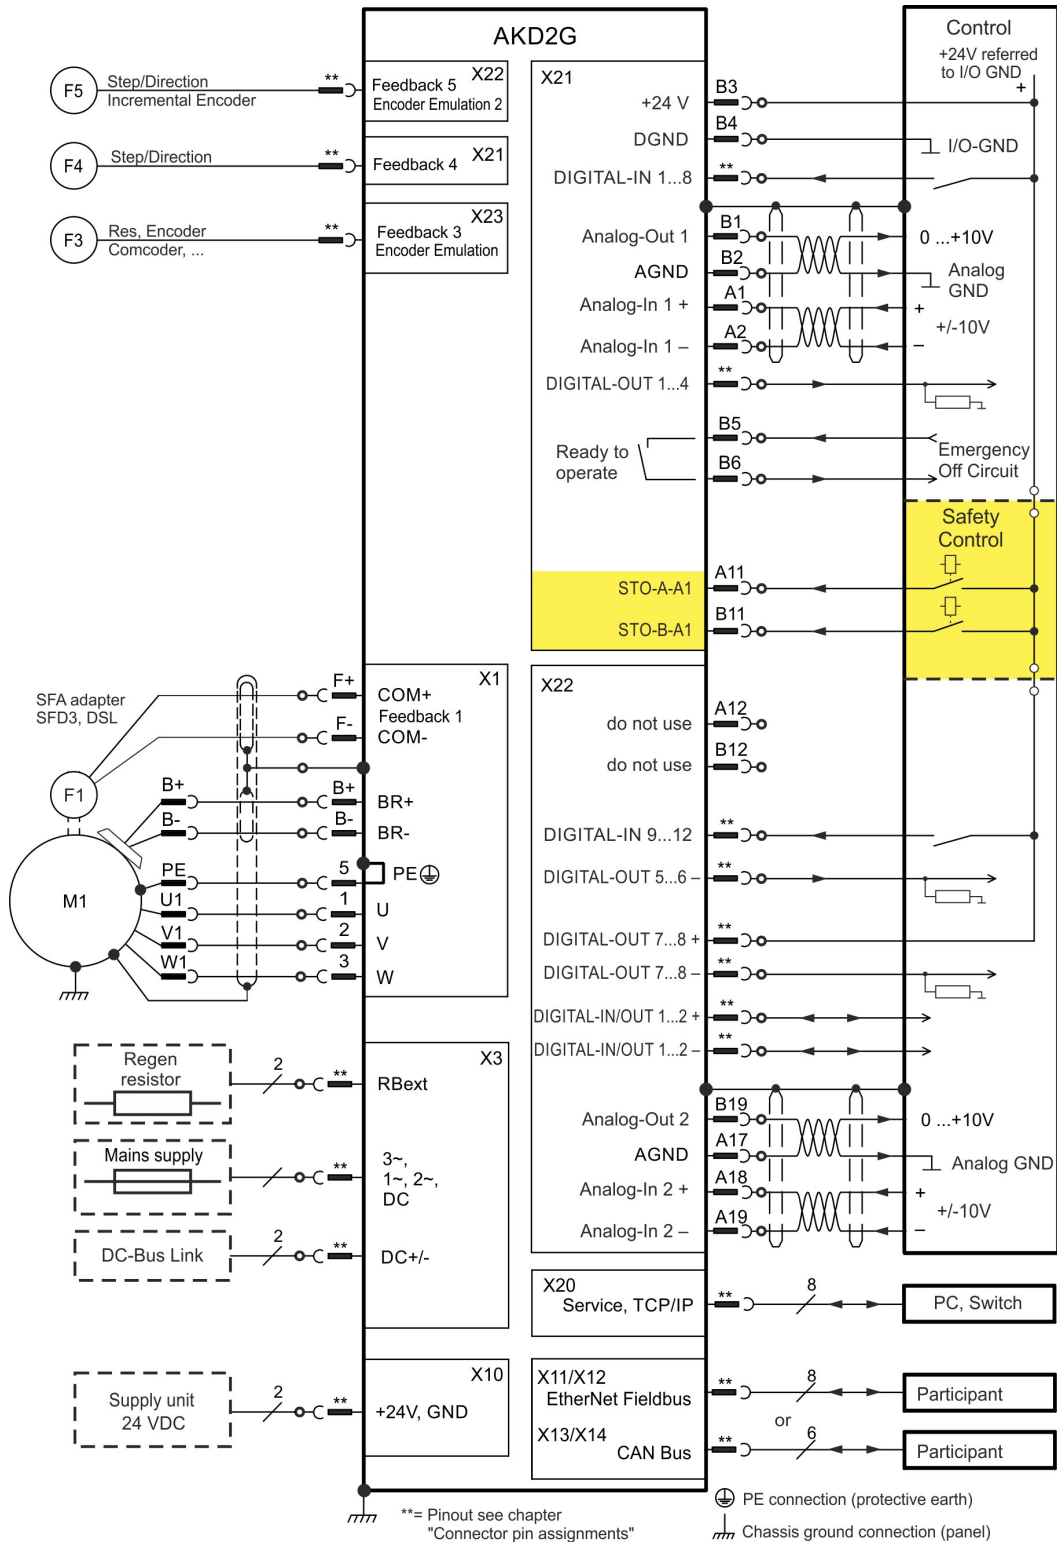 AKD2G
F5
Step/Direction
Incremental Encoder
**
X22
Feedback 5
Encoder Emulation 2
F4
Step/Direction
**
X21
Feedback 4
F3
Res, Encoder
Comcoder, ...
**
X23
Feedback 3
Encoder Emulation
X21
+24 V
B3
DGND
B4
DIGITAL-IN 1...8
**
Analog-Out 1
B1
AGND
B2
Analog-In 1 +
A1
Analog-In 1 –
A2
DIGITAL-OUT 1...4
**
Ready to
operate
B5
B6
STO-A-A1
A11
STO-B-A1
B11
Control
+24V referred
to I/O GND
+
I/O-GND
0 ...+10V
Analog
GND
+
+/-10V
–
Emergency
Off Circuit
Safety
Control
SFA adapter
SFD3, DSL
F1
M1
X1
F+
COM+
Feedback 1
F-
COM-
B+
B+
BR+
B-
B-
BR-
PE
5
PE
U1
1
U
V1
2
V
W1
3
W
X22
do not use
A12
do not use
B12
DIGITAL-IN 9...12
**
DIGITAL-OUT 5...6 –
**
DIGITAL-OUT 7...8 +
**
DIGITAL-OUT 7...8 –
**
DIGITAL-IN/OUT 1...2 +
**
DIGITAL-IN/OUT 1...2 –
**
Analog-Out 2
B19
0 ...+10V
AGND
A17
Analog GND
Analog-In 2 +
A18
+
+/-10V
Analog-In 2 –
A19
–
Regen
resistor
2
**
X3
RBext
Mains supply
**
3~,
1~, 2~,
DC
DC-Bus Link
2
**
DC+/-
Supply unit
24 VDC
2
**
X10
+24V, GND
X20
Service, TCP/IP
**
8
PC, Switch
X11/X12
EtherNet Fieldbus
**
8
Participant
or
X13/X14
CAN Bus
**
6
Participant
**= Pinout see chapter
"Connector pin assignments"
PE connection (protective earth)
Chassis ground connection (panel)